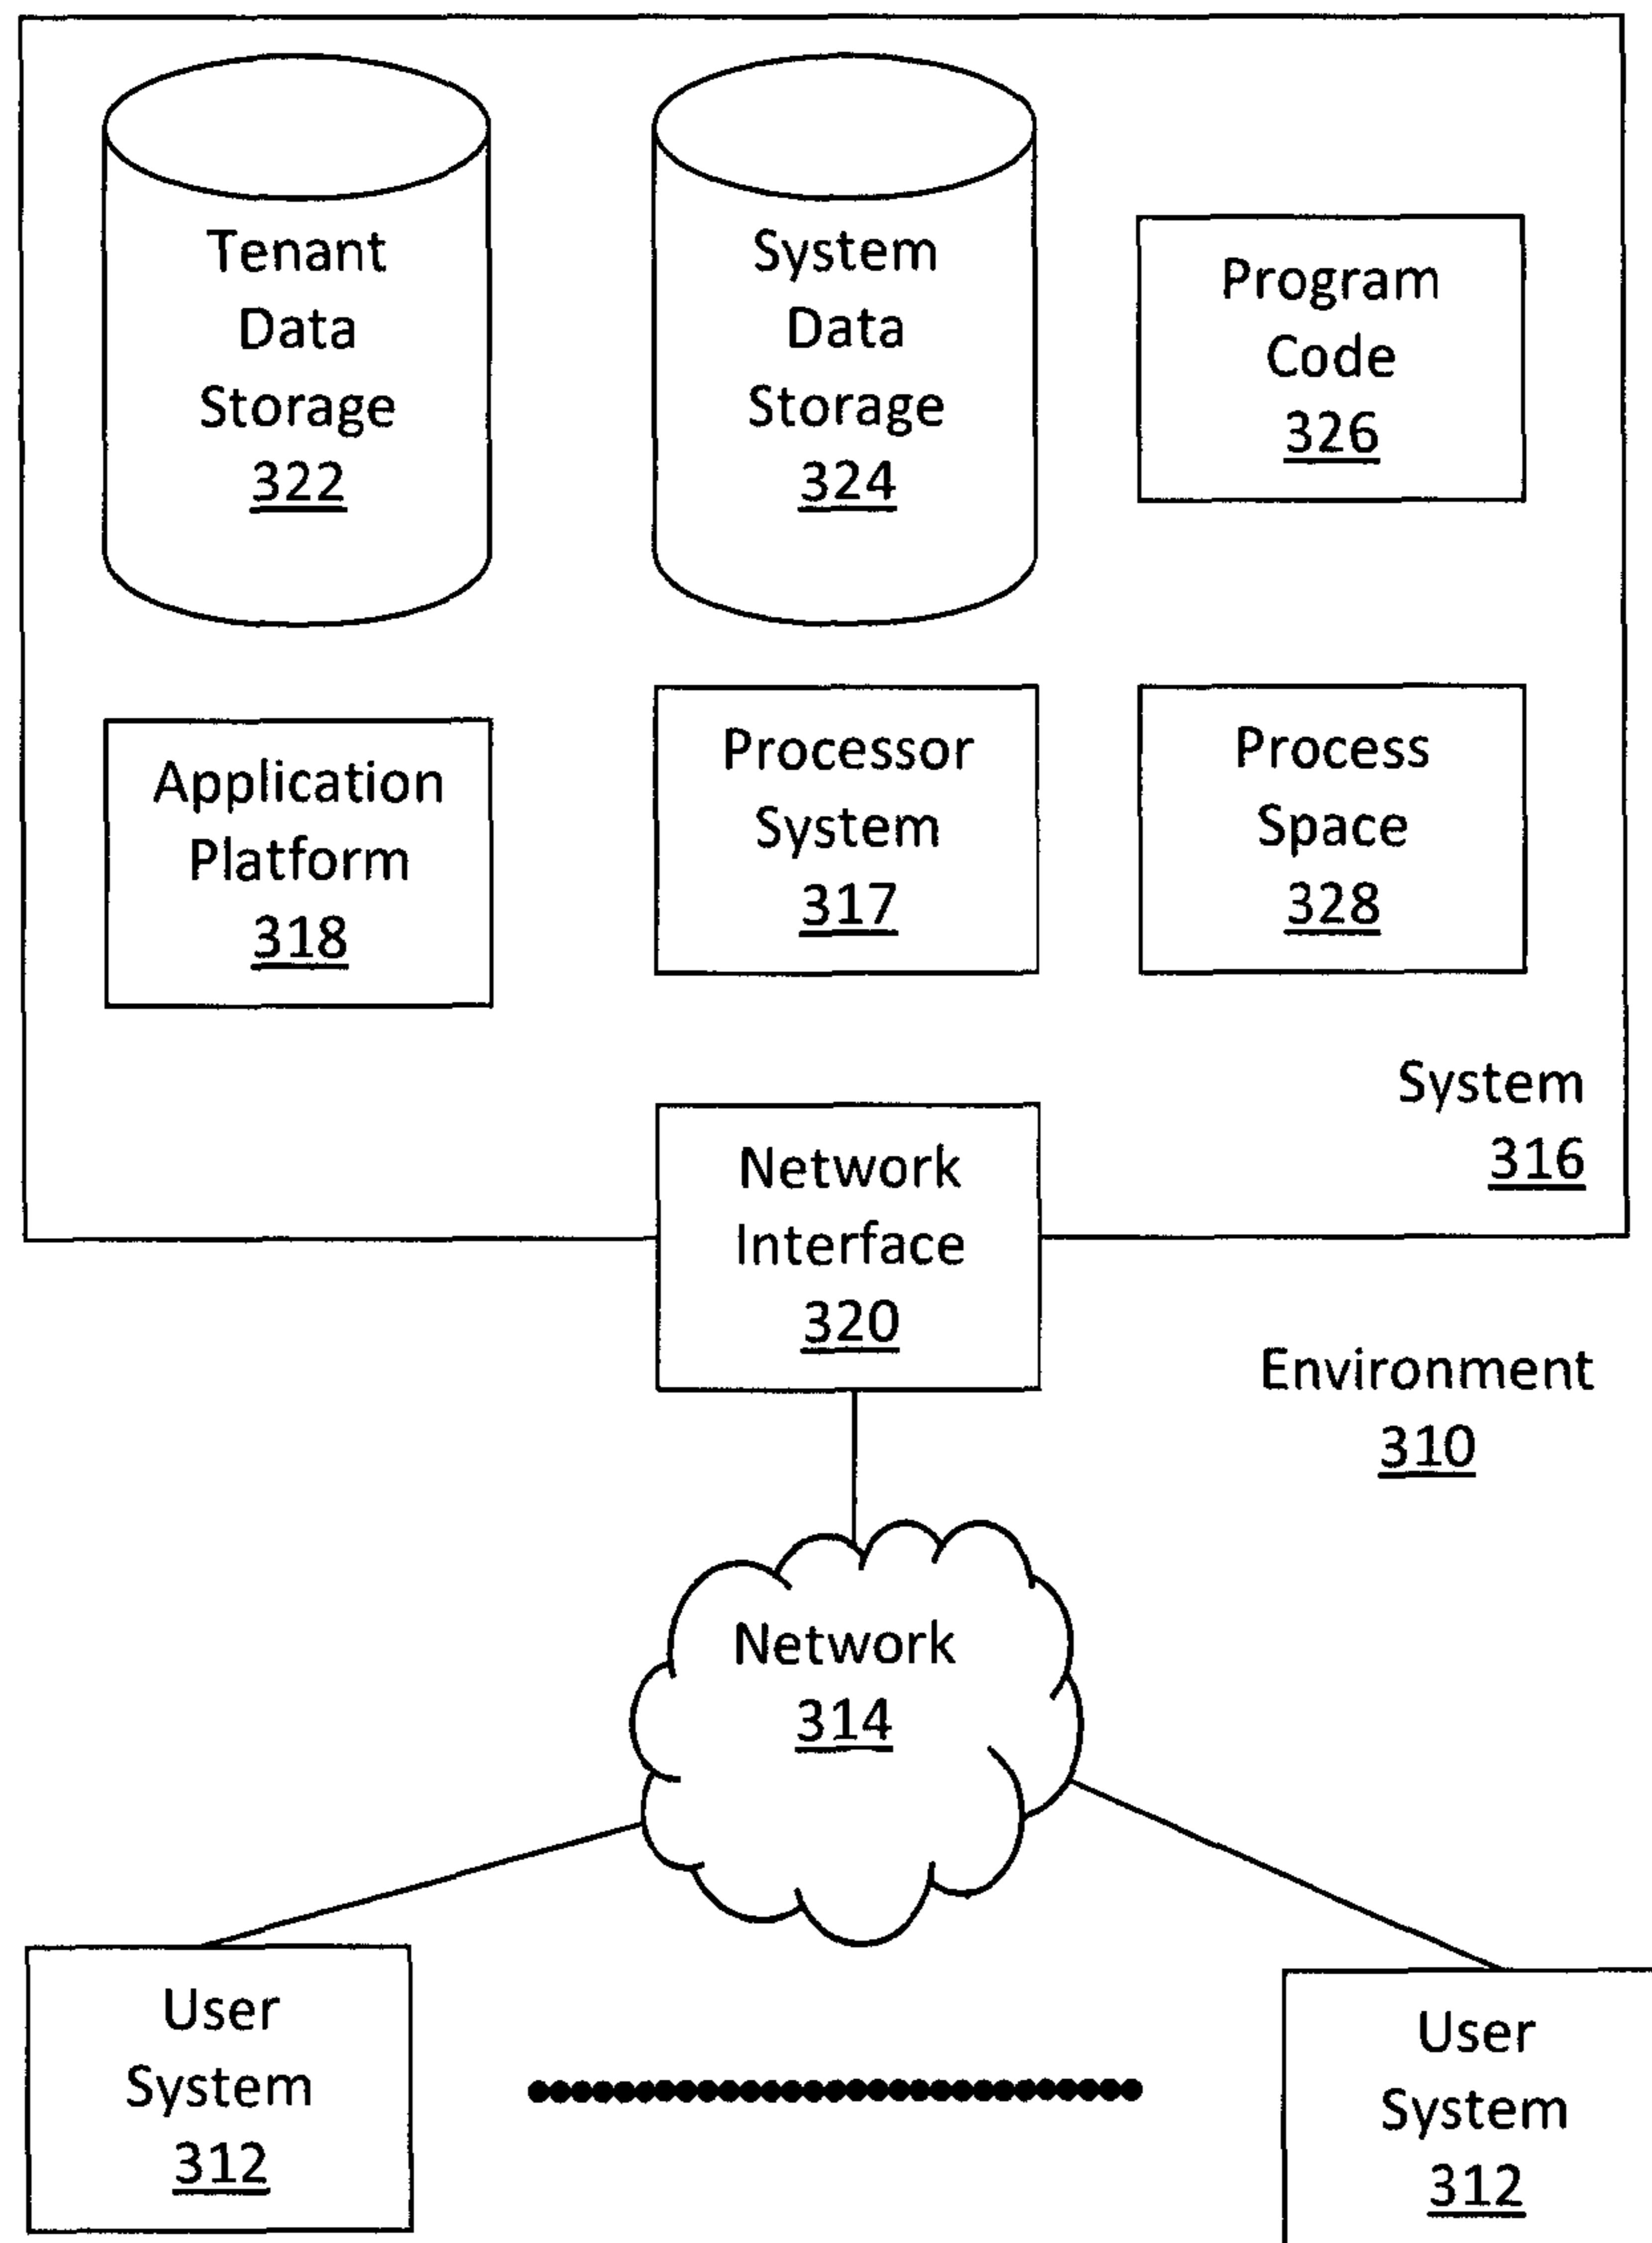 Tenant
Data
Storage
322
System
Data
Storage
324
Program
Code
326
Application
Platform
318
Processor
System
317
Process
Space
328
System
316
Network
Interface
320
Environment
310
Network
314
User
System
312
User
System
312